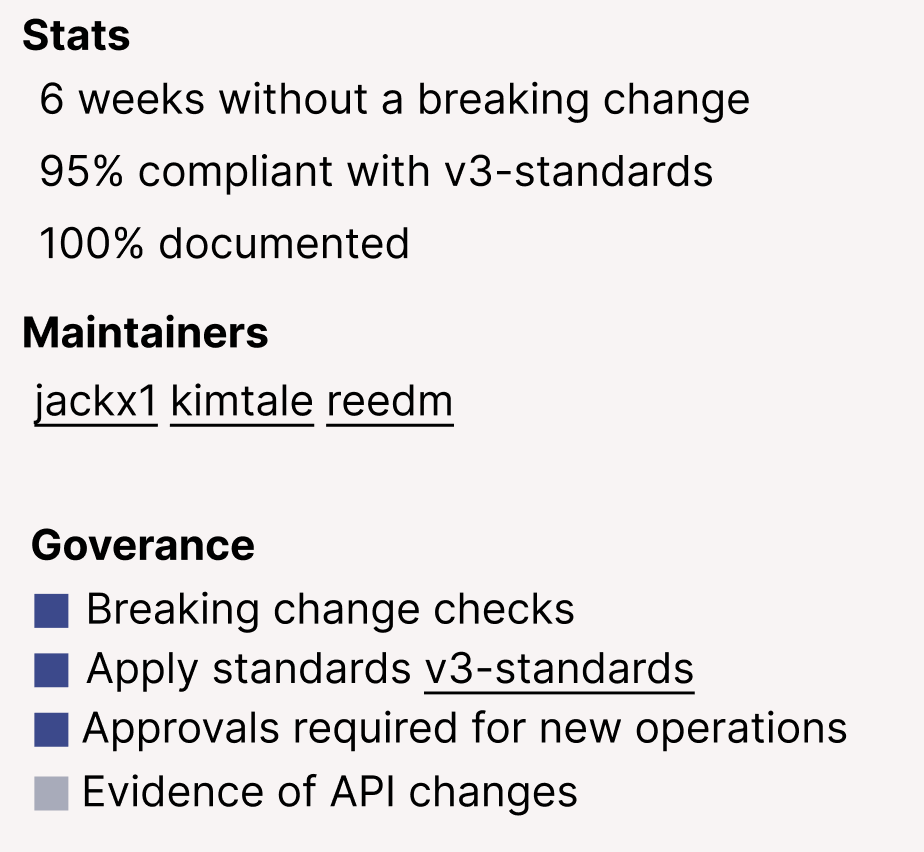 Stats
6 weeks without a breaking change
95% compliant with v3-standards
100% documented
Maintainers
jackx1 kimtale reedm
Goverance
Breaking change checks
Apply standards v3-standards
Approvals required for new operations
Evidence of API changes